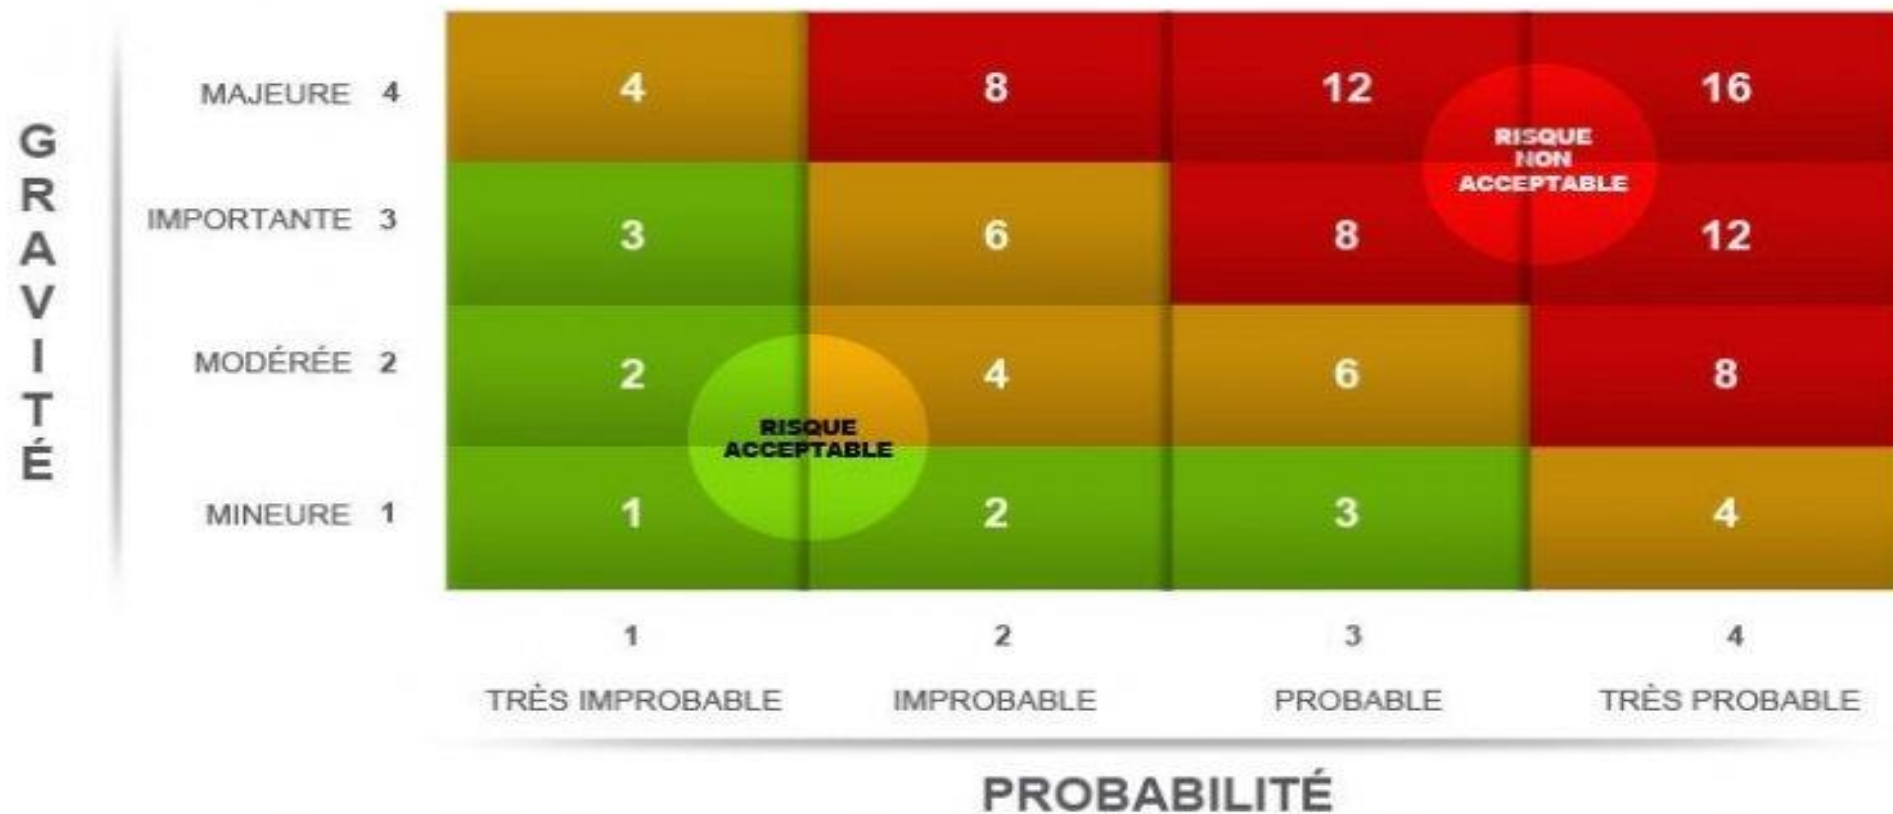 GRAVITÉ
MAJEURE 4 4 8 12 16
RISQUE
NON
ACCEPTABLE
IMPORTANTE 3 3 6 8 12
MODÉRÉE 2 2 4 6 8
RISQUE
ACCEPTABLE
MINEURE 1 1 2 3 4
1 2 3 4
TRÈS IMPROBABLE IMPROBABLE PROBABLE TRÈS PROBABLE
PROBABILITÉ